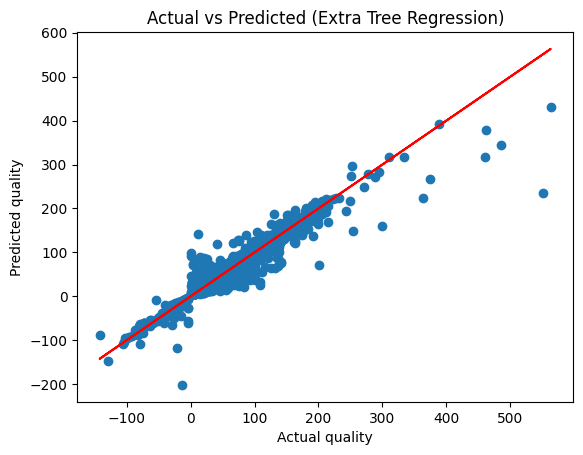 Actual vs Predicted (Extra Tree Regression)
600
500
400
300
200
100
0
−100
−200
Predicted quality
−100 0 100 200 300 400 500
Actual quality